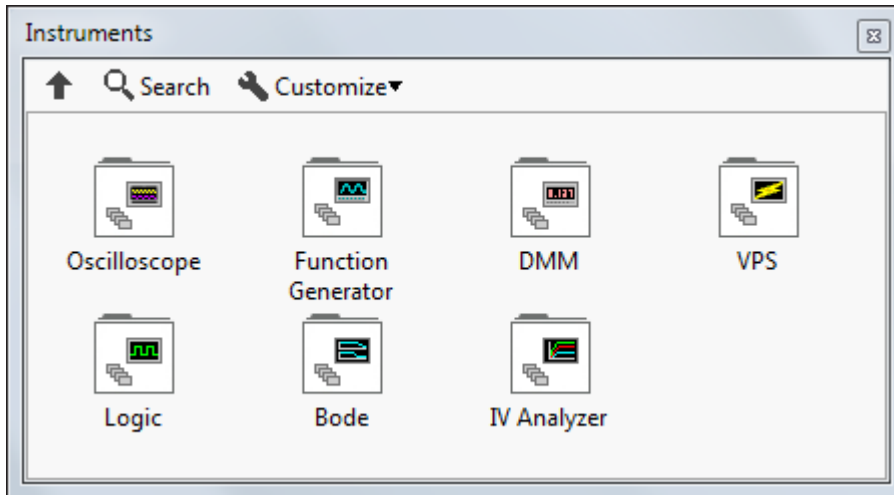 Instruments
Search Customize
Oscilloscope
Function
Generator
DMM
VPS
Logic
Bode
IV Analyzer